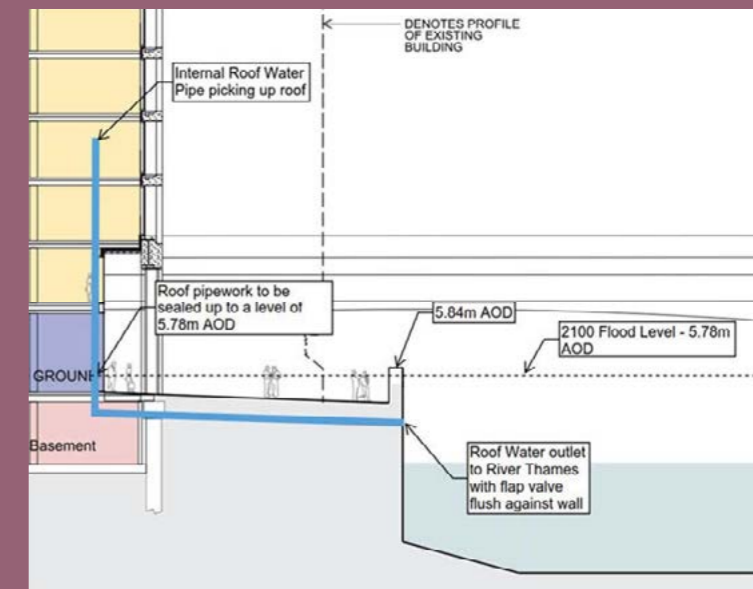 DENOTES PROFILE
OF EXISTING
BUILDING
Internal Roof Water
Pipe picking up roof
Roof pipework to be
sealed up to a level of
5.78m AOD
5.84m AOD
2100 Flood Level - 5.78m
AOD
GROUN
Basement
Roof Water outlet
to River Thames
with flap valve
flush against wall